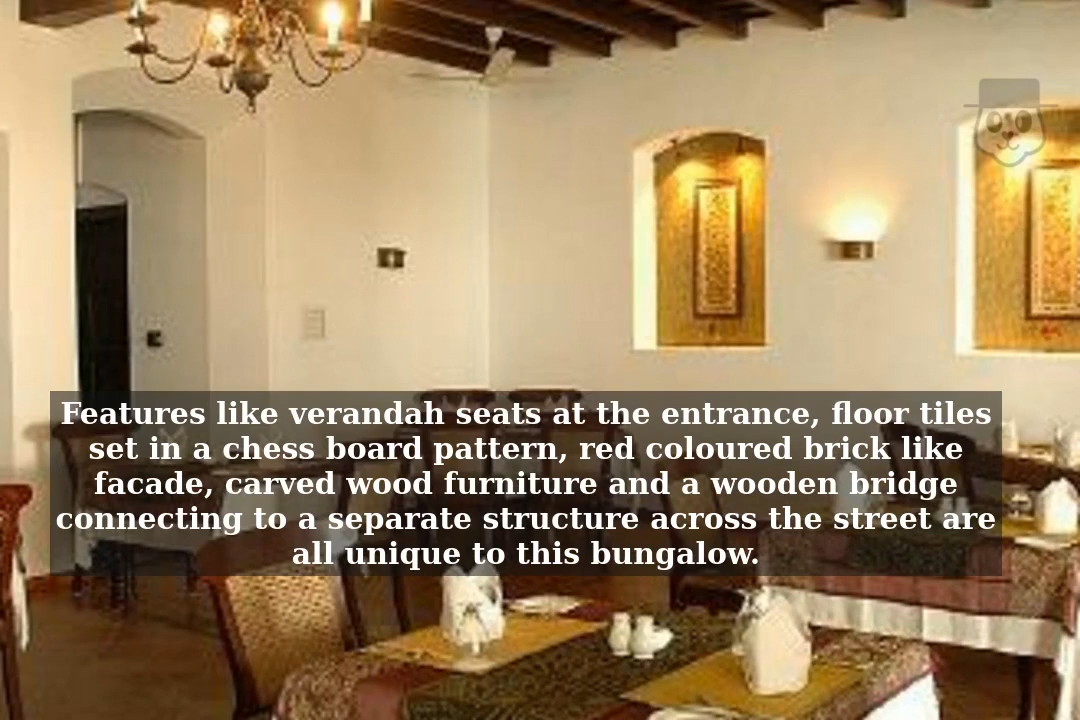 Features like verandah seats at the entrance, floor tiles
set in a chess board pattern, red coloured brick like
facade, carved wood furniture and a wooden bridge
connecting to a separate structure across the street are
all unique to this bungalow.